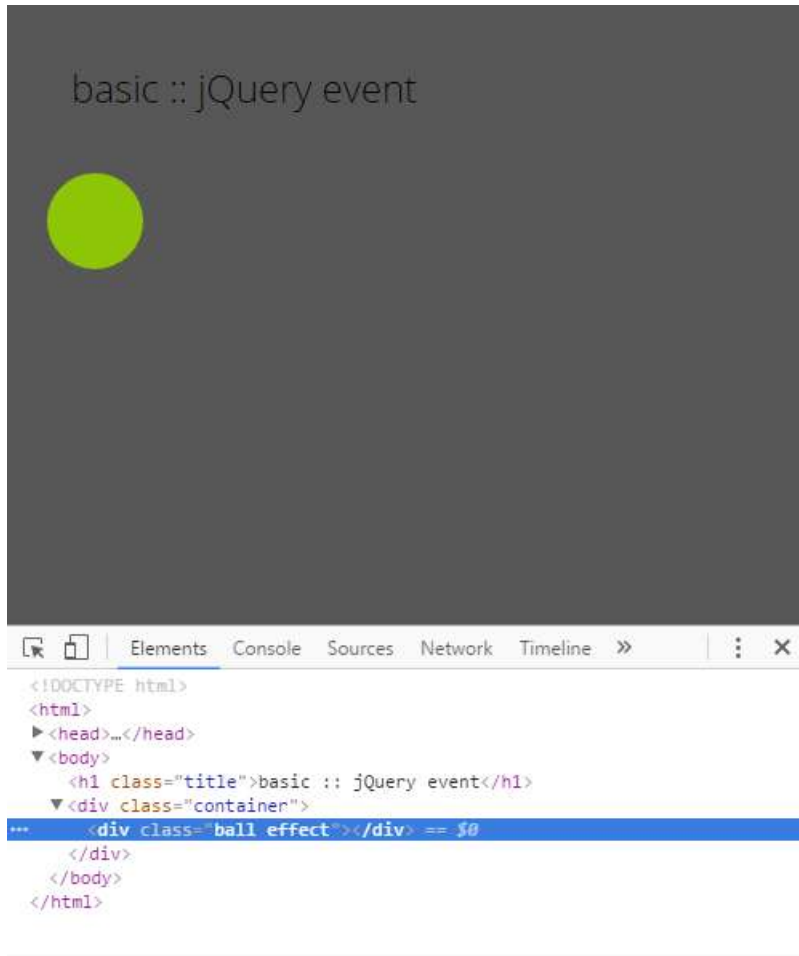 basic :: jQuery event
Elements Console Sources Network Timeline »
<!DOCTYPE html>
<html>
▶<head>…</head>
▼<body>
<h1 class="title">basic :: jQuery event</h1>
▼<div class="container">
••• <div class="ball effect"></div> == $0
</div>
</body>
</html>